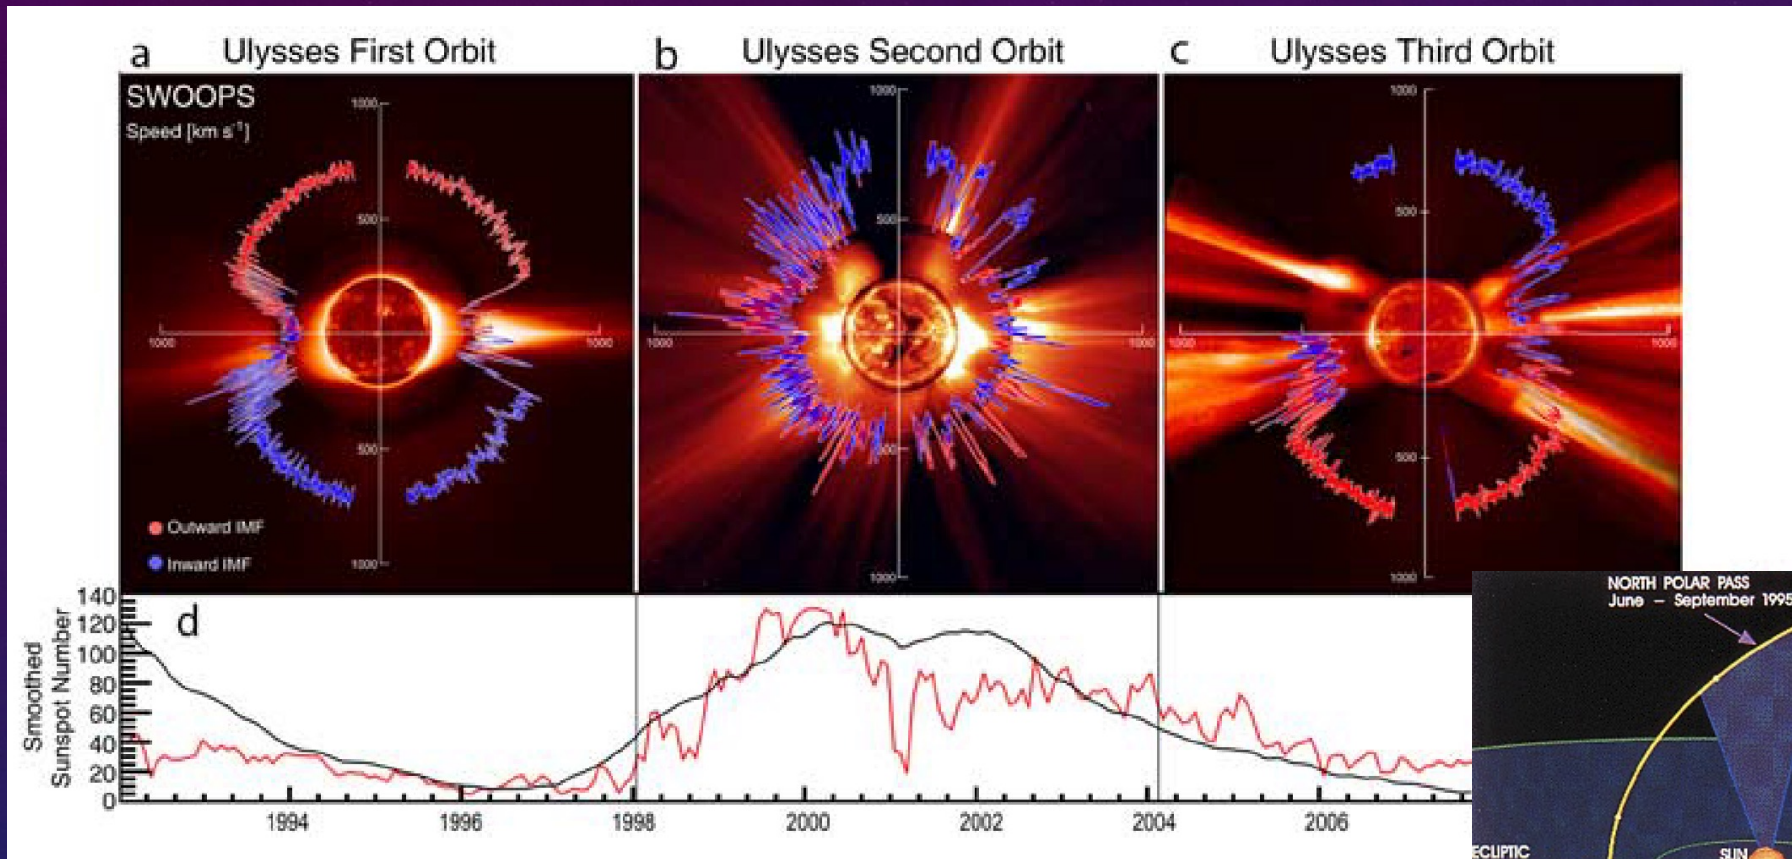 a Ulysses First Orbit
b Ulysses Second Orbit
c Ulysses Third Orbit
SWOOPS
Speed [km s⁻¹]
1000
500
1000
1000
500
1000
Outward IMF
Inward IMF
1000
500
1000
1000
500
1000
1000
500
1000
1000
500
1000
d
Smoothed
Sunspot Number
140
120
100
80
60
40
20
0
1994 1996 1998 2000 2002 2004 2006
NORTH POLAR PASS
June – September 1995
ECLIPTIC
SUN